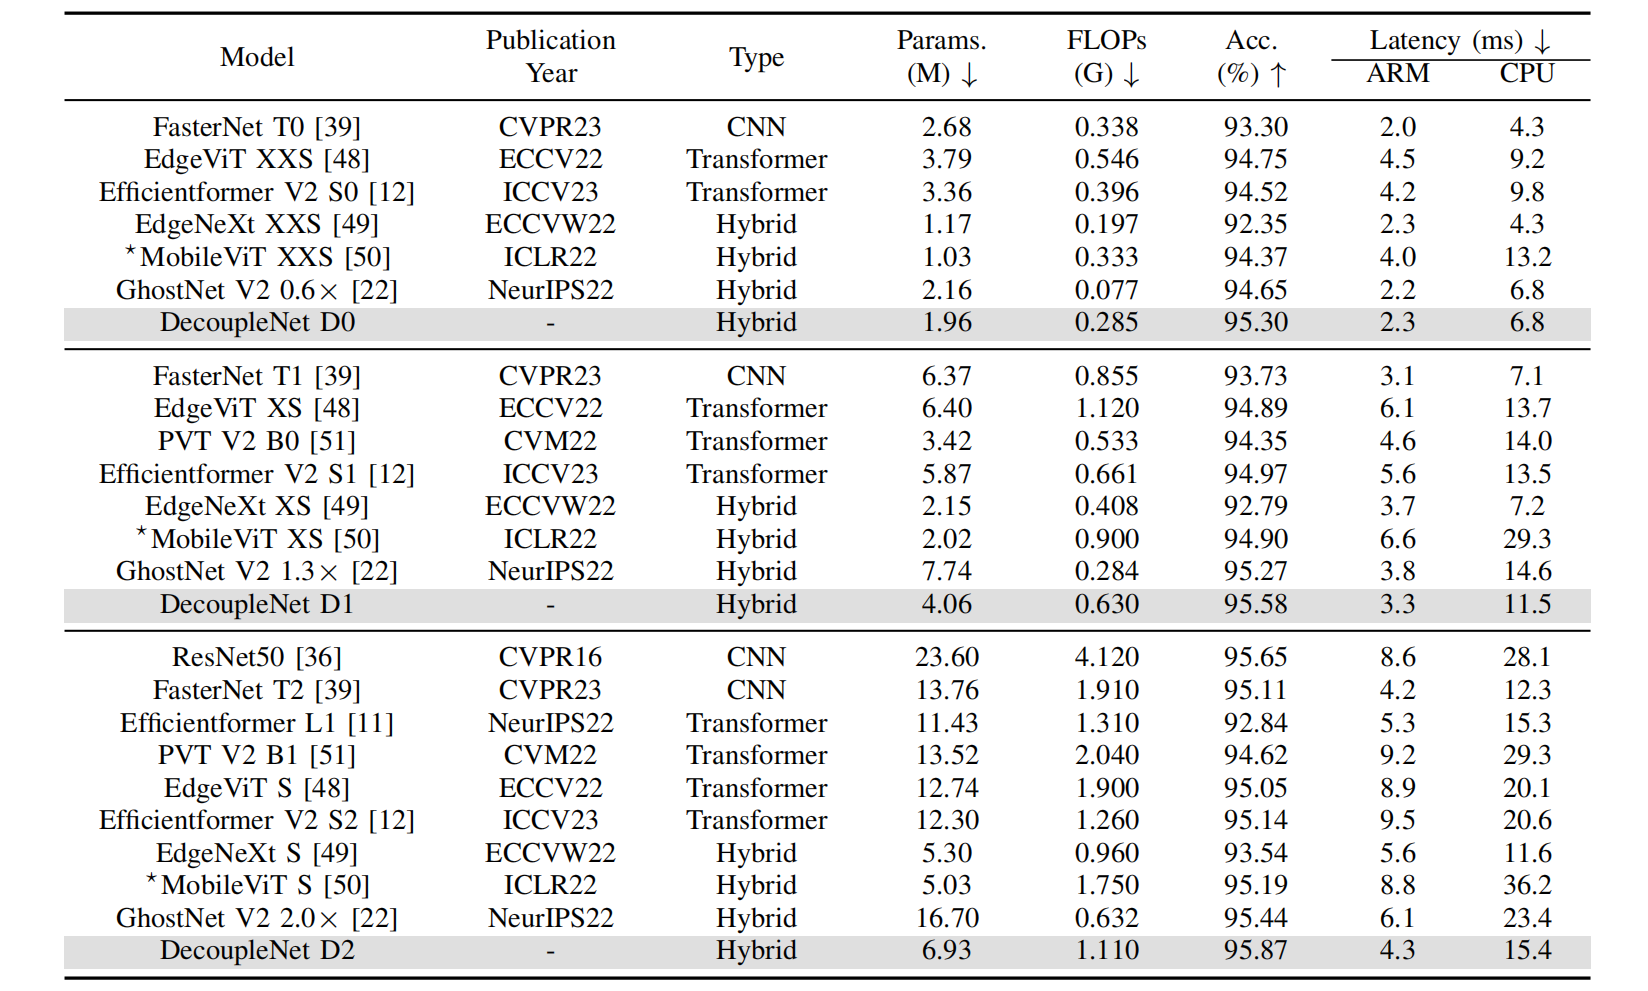 Model Publication Year Type Params. (M) ↓ FLOPs (G) ↓ Acc. (%) ↑ Latency (ms) ↓ ARM CPU
FasterNet T0 [39] CVPR23 CNN 2.68 0.338 93.30 2.0 4.3
EdgeViT XXS [48] ECCV22 Transformer 3.79 0.546 94.75 4.5 9.2
Efficientformer V2 S0 [12] ICCV23 Transformer 3.36 0.396 94.52 4.2 9.8
EdgeNeXt XXS [49] ECCVW22 Hybrid 1.17 0.197 92.35 2.3 4.3
⋆MobileViT XXS [50] ICLR22 Hybrid 1.03 0.333 94.37 4.0 13.2
GhostNet V2 0.6× [22] NeurIPS22 Hybrid 2.16 0.077 94.65 2.2 6.8
DecoupleNet D0 - Hybrid 1.96 0.285 95.30 2.3 6.8
FasterNet T1 [39] CVPR23 CNN 6.37 0.855 93.73 3.1 7.1
EdgeViT XS [48] ECCV22 Transformer 6.40 1.120 94.89 6.1 13.7
PVT V2 B0 [51] CVM22 Transformer 3.42 0.533 94.35 4.6 14.0
Efficientformer V2 S1 [12] ICCV23 Transformer 5.87 0.661 94.97 5.6 13.5
EdgeNeXt XS [49] ECCVW22 Hybrid 2.15 0.408 92.79 3.7 7.2
⋆MobileViT XS [50] ICLR22 Hybrid 2.02 0.900 94.90 6.6 29.3
GhostNet V2 1.3× [22] NeurIPS22 Hybrid 7.74 0.284 95.27 3.8 14.6
DecoupleNet D1 - Hybrid 4.06 0.630 95.58 3.3 11.5
ResNet50 [36] CVPR16 CNN 23.60 4.120 95.65 8.6 28.1
FasterNet T2 [39] CVPR23 CNN 13.76 1.910 95.11 4.2 12.3
Efficientformer L1 [11] NeurIPS22 Transformer 11.43 1.310 92.84 5.3 15.3
PVT V2 B1 [51] CVM22 Transformer 13.52 2.040 94.62 9.2 29.3
EdgeViT S [48] ECCV22 Transformer 12.74 1.900 95.05 8.9 20.1
Efficientformer V2 S2 [12] ICCV23 Transformer 12.30 1.260 95.14 9.5 20.6
EdgeNeXt S [49] ECCVW22 Hybrid 5.30 0.960 93.54 5.6 11.6
⋆MobileViT S [50] ICLR22 Hybrid 5.03 1.750 95.19 8.8 36.2
GhostNet V2 2.0× [22] NeurIPS22 Hybrid 16.70 0.632 95.44 6.1 23.4
DecoupleNet D2 - Hybrid 6.93 1.110 95.87 4.3 15.4